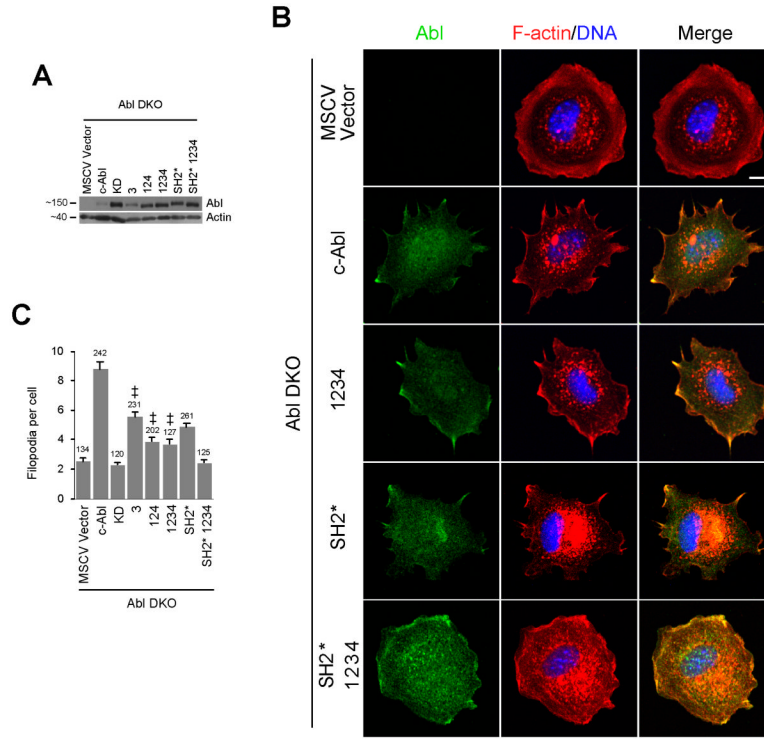 A
Abl DKO
MSCV Vector
c-Abl
KD
3
124
1234
SH2*
SH2* 1234
~150
Abl
~40
Actin
B
Abl
F-actin/DNA
Merge
Abl DKO
MSCV
Vector
c-Abl
1234
SH2*
SH2*
1234
C
Filopodia per cell
10
8
6
4
2
0
134
242
120
‡
231
‡
202
‡
127
261
125
MSCV Vector
c-Abl
KD
3
124
1234
SH2*
SH2* 1234
Abl DKO